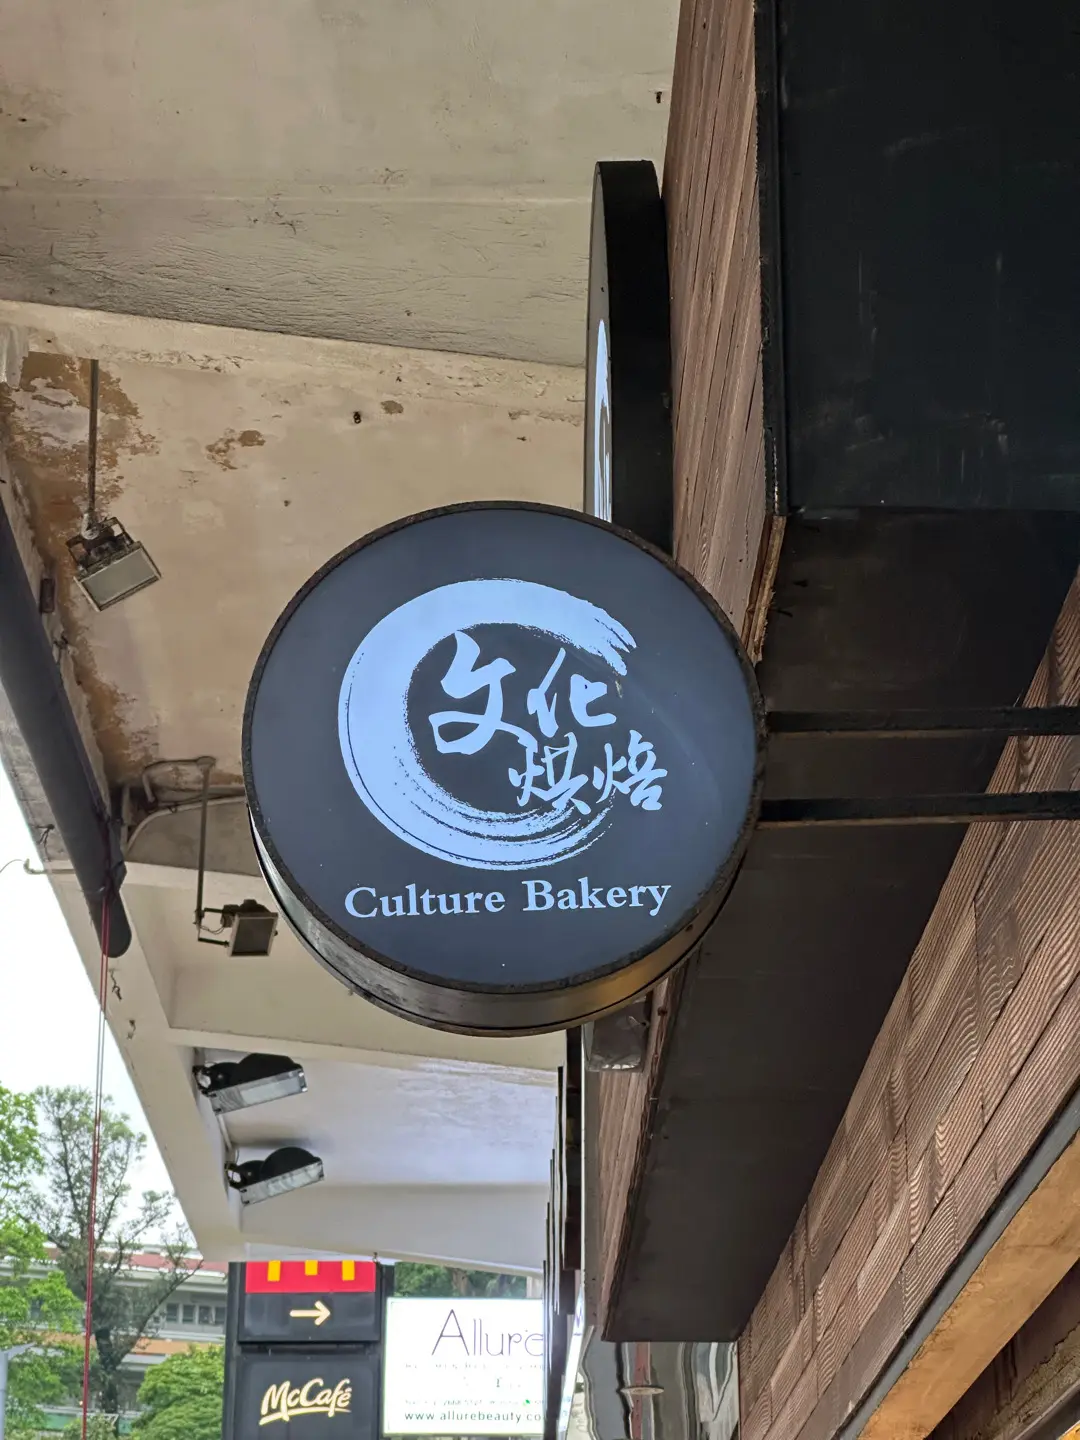 文化
烘焙
Culture Bakery
→
McCafé
Allure
www.allurebeauty.co